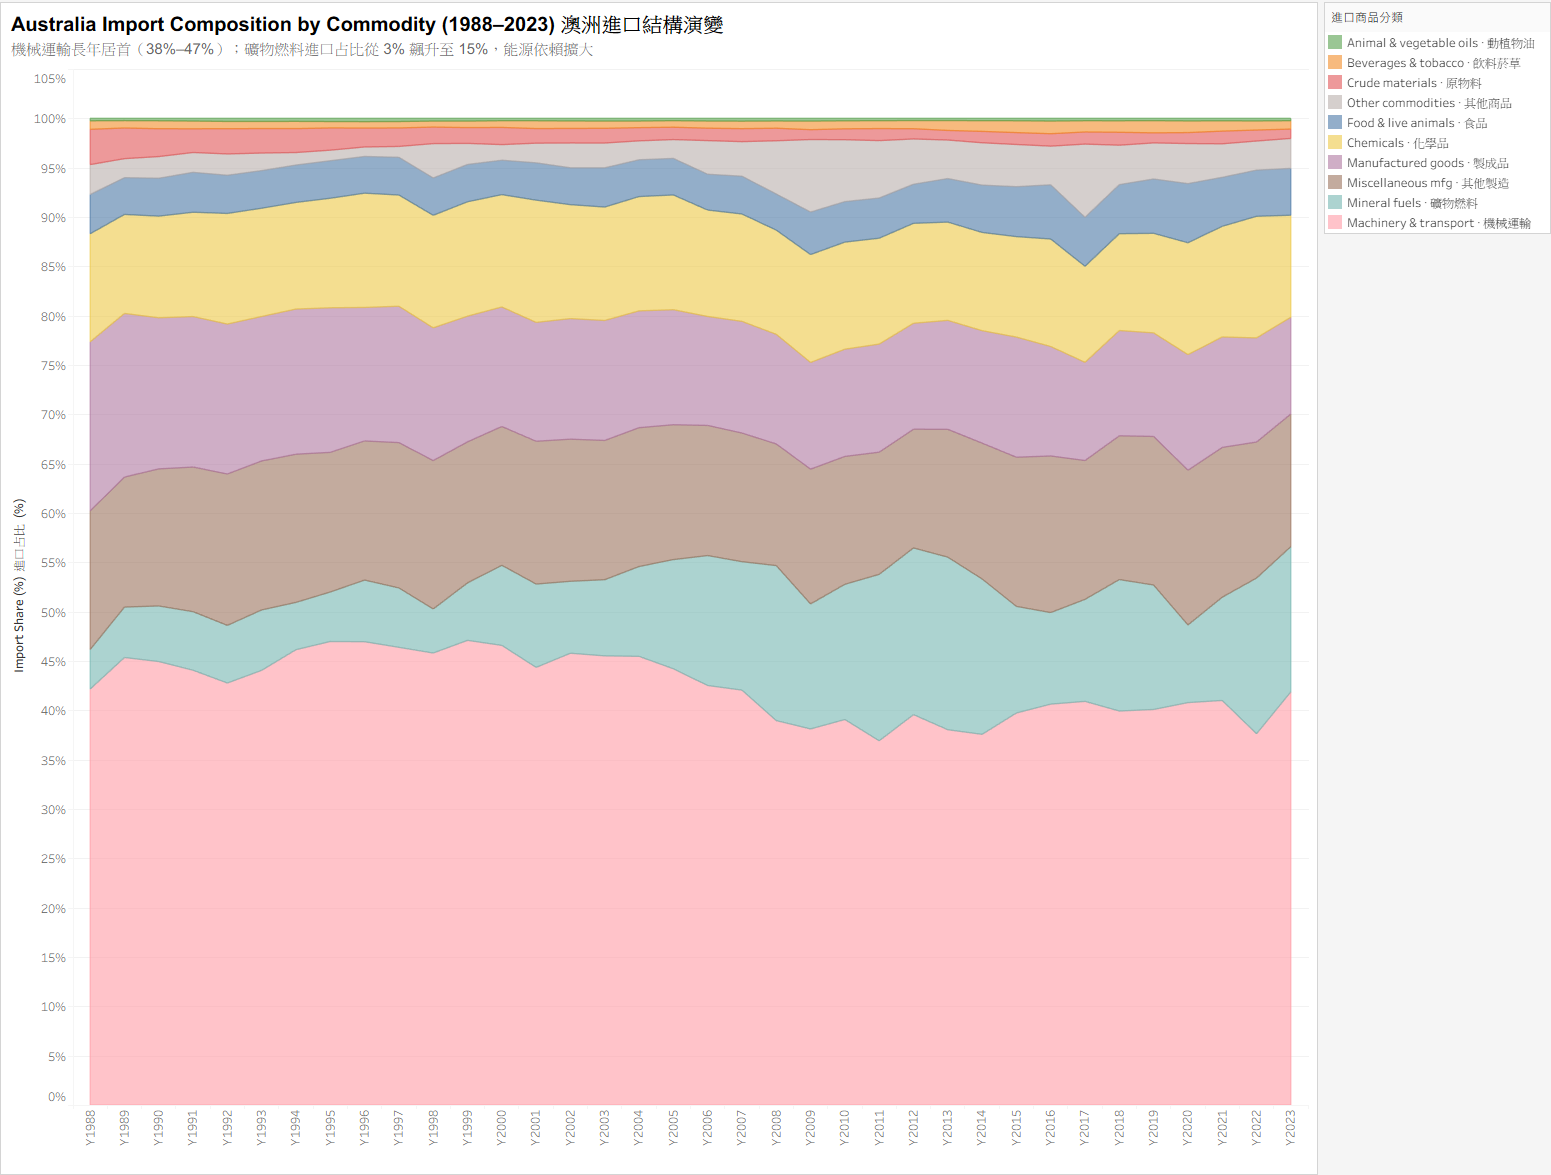 Australia Import Composition by Commodity (1988–2023) 澳洲進口結構演變
機械運輸長年居首（38%–47%）；礦物燃料進口占比從 3% 飆升至 15%，能源依賴擴大
進口商品分類
Animal & vegetable oils · 動植物油
Beverages & tobacco · 飲料菸草
Crude materials · 原物料
Other commodities · 其他商品
Food & live animals · 食品
Chemicals · 化學品
Manufactured goods · 製成品
Miscellaneous mfg · 其他製造
Mineral fuels · 礦物燃料
Machinery & transport · 機械運輸
Import Share (%) 進口占比 (%)
105%
100%
95%
90%
85%
80%
75%
70%
65%
60%
55%
50%
45%
40%
35%
30%
25%
20%
15%
10%
5%
0%
Y1988
Y1989
Y1990
Y1991
Y1992
Y1993
Y1994
Y1995
Y1996
Y1997
Y1998
Y1999
Y2000
Y2001
Y2002
Y2003
Y2004
Y2005
Y2006
Y2007
Y2008
Y2009
Y2010
Y2011
Y2012
Y2013
Y2014
Y2015
Y2016
Y2017
Y2018
Y2019
Y2020
Y2021
Y2022
Y2023